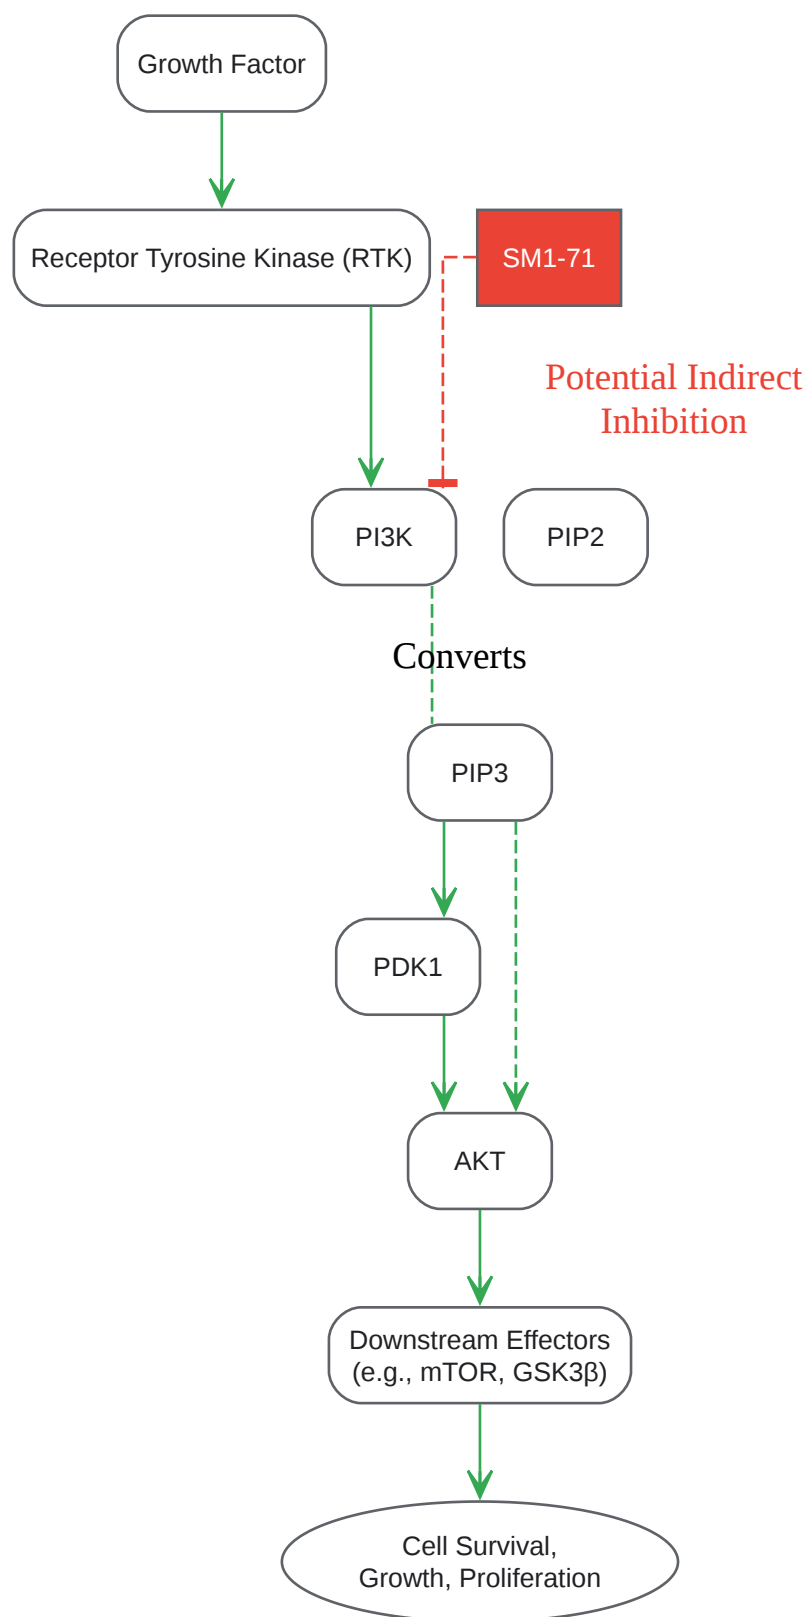 Growth Factor
Receptor Tyrosine Kinase (RTK)
SM1-71
Potential Indirect
Inhibition
PI3K
PIP2
Converts
PIP3
PDK1
AKT
Downstream Effectors
(e.g., mTOR, GSK3β)
Cell Survival,
Growth, Proliferation